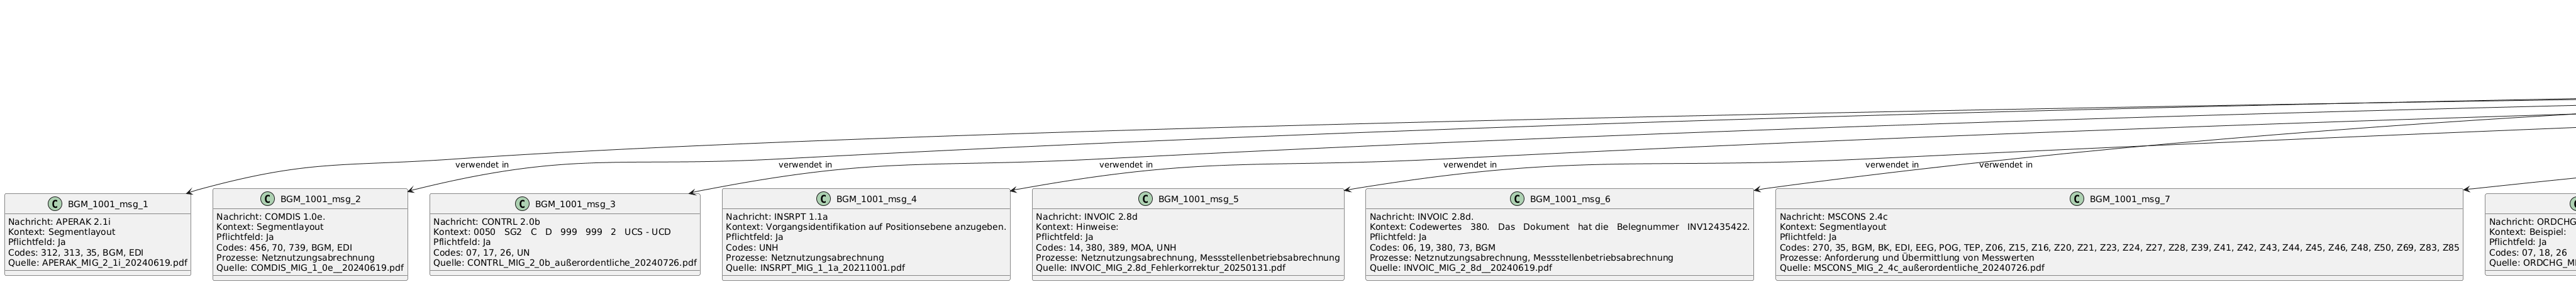 verwendet in
verwendet in
verwendet in
verwendet in
verwendet in
verwendet in
C BGM_1001_msg_1
Nachricht: APERAK 2.1i
Kontext: Segmentlayout
Pflichtfeld: Ja
Codes: 312, 313, 35, BGM, EDI
Quelle: APERAK_MIG_2_1i_20240619.pdf
C BGM_1001_msg_2
Nachricht: COMDIS 1.0e.
Kontext: Segmentlayout
Pflichtfeld: Ja
Codes: 456, 70, 739, BGM, EDI
Prozesse: Netznutzungsabrechnung
Quelle: COMDIS_MIG_1_0e__20240619.pdf
C BGM_1001_msg_3
Nachricht: CONTRL 2.0b
Kontext: 0050 SG2 C D 999 999 2 UCS - UCD
Pflichtfeld: Ja
Codes: 07, 17, 26, UN
Quelle: CONTRL_MIG_2_0b_außerordentliche_20240726.pdf
C BGM_1001_msg_4
Nachricht: INSRPT 1.1a
Kontext: Vorgangsidentifikation auf Positionsebene anzugeben.
Pflichtfeld: Ja
Codes: UNH
Prozesse: Netznutzungsabrechnung
Quelle: INSRPT_MIG_1_1a_20211001.pdf
C BGM_1001_msg_5
Nachricht: INVOIC 2.8d
Kontext: Hinweise:
Pflichtfeld: Ja
Codes: 14, 380, 389, MOA, UNH
Prozesse: Netznutzungsabrechnung, Messstellenbetriebsabrechnung
Quelle: INVOIC_MIG_2.8d_Fehlerkorrektur_20250131.pdf
C BGM_1001_msg_6
Nachricht: INVOIC 2.8d.
Kontext: Codewertes 380. Das Dokument hat die Belegnummer INV12435422.
Pflichtfeld: Ja
Codes: 06, 19, 380, 73, BGM
Prozesse: Netznutzungsabrechnung, Messstellenbetriebsabrechnung
Quelle: INVOIC_MIG_2_8d__20240619.pdf
C BGM_1001_msg_7
Nachricht: MSCONS 2.4c
Kontext: Segmentlayout
Pflichtfeld: Ja
Codes: 270, 35, BGM, BK, EDI, EEG, POG, TEP, Z06, Z15, Z16, Z20, Z21, Z23, Z24, Z27, Z28, Z39, Z41, Z42, Z43, Z44, Z45, Z46, Z48, Z50, Z69, Z83, Z85
Prozesse: Anforderung und Übermittlung von Messwerten
Quelle: MSCONS_MIG_2_4c_außerordentliche_20240726.pdf
Nachricht: ORDCHG
Kontext: Beispiel:
Pflichtfeld: Ja
Codes: 07, 18, 26
Quelle: ORDCHG_MI